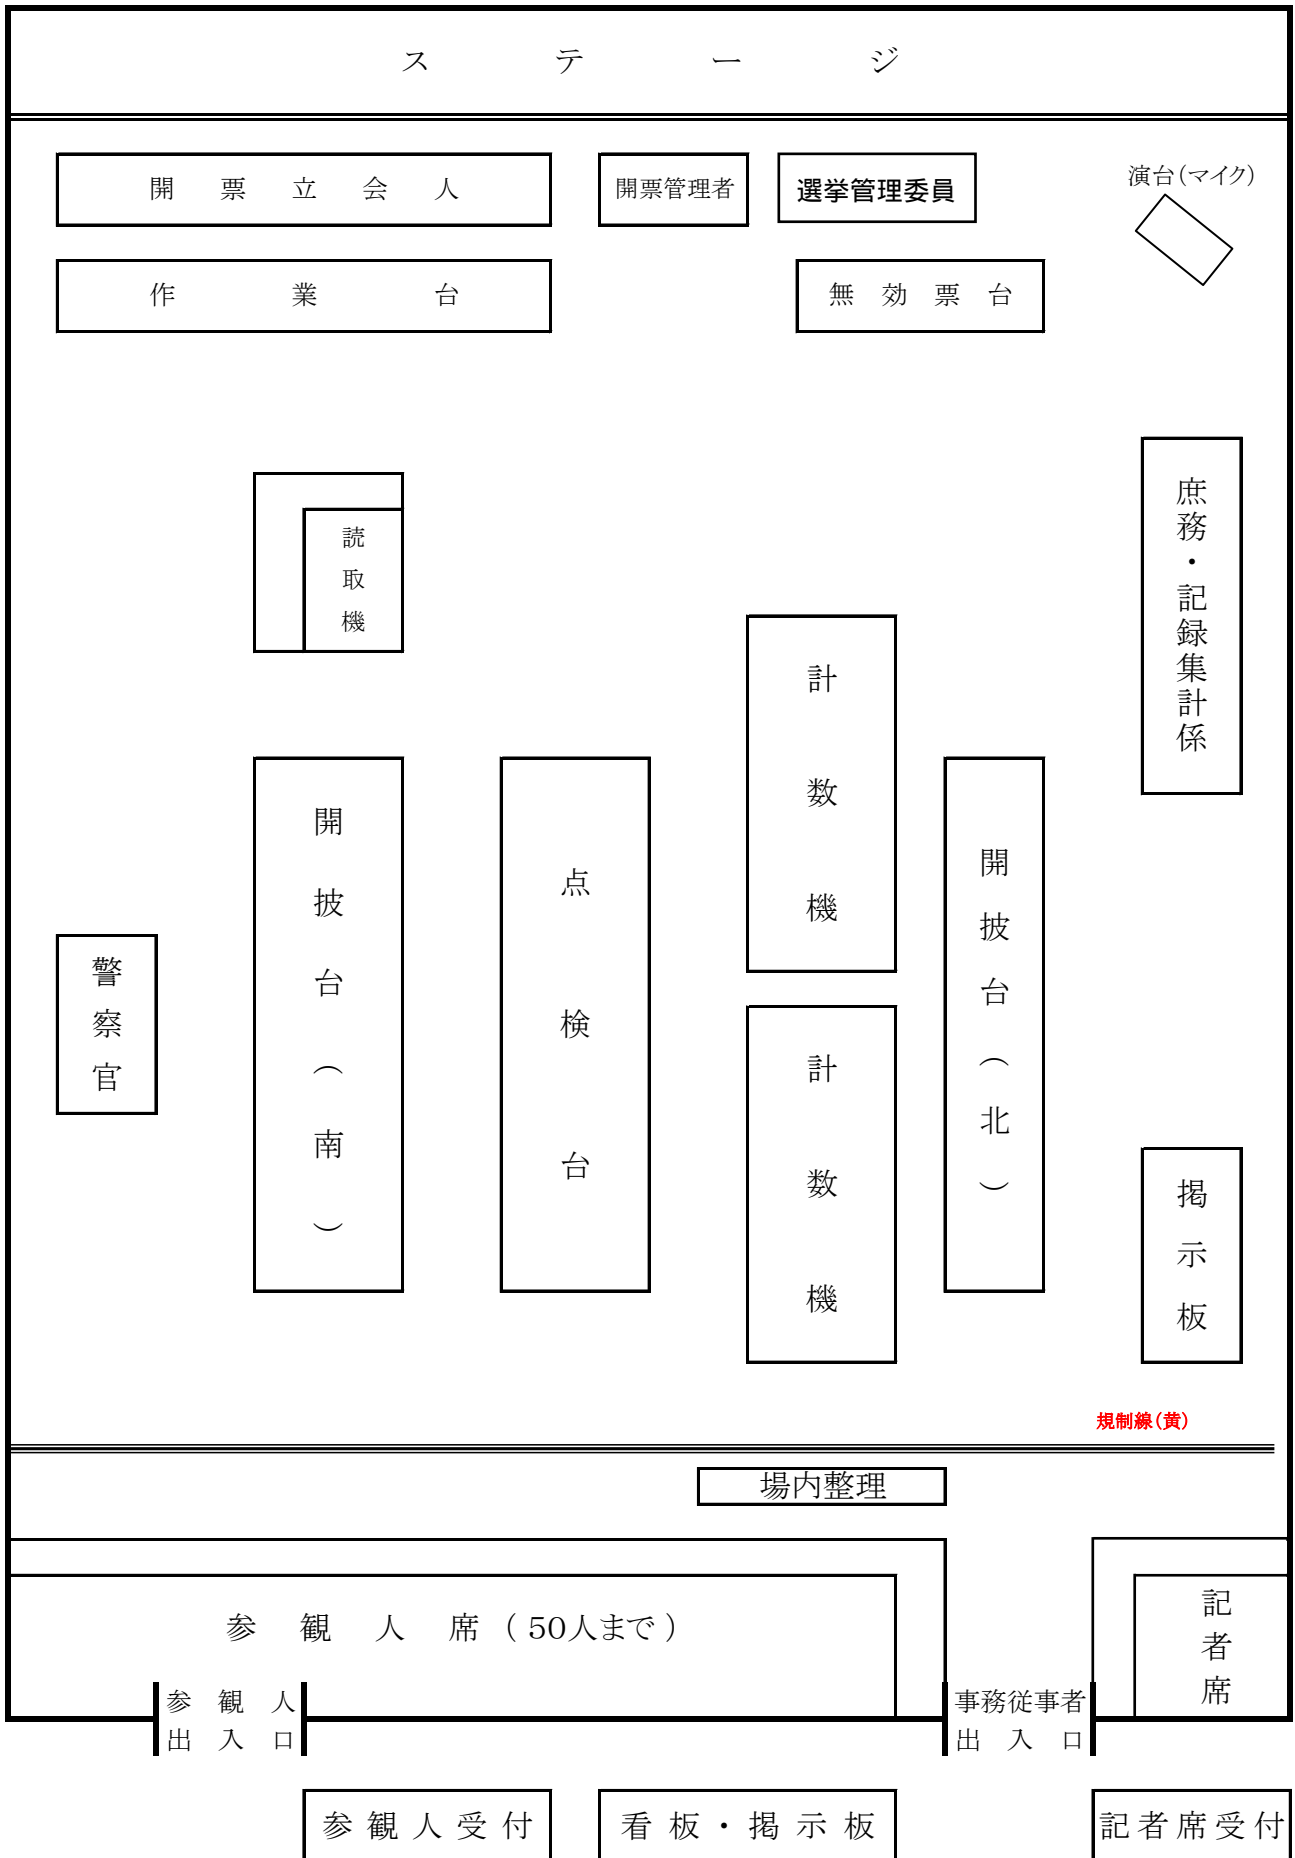 ステージ
開票立会人
開票管理者
選挙管理委員
演台(マイク)
作業台
無効票台
読取機
庶務・記録集計係
計数機
開披台(南)
点検台
開披台(北)
警察官
計数機
掲示板
規制線(黄)
場内整理
参観人席(50人まで)
記者席
参観人
出入口
事務従事者
出入口
参観人受付
看板・掲示板
記者席受付